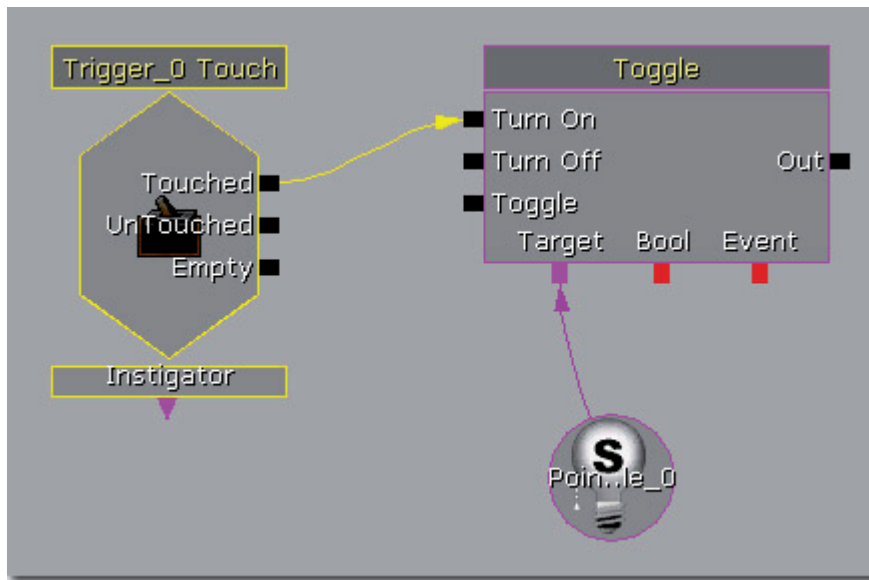 Trigger_0 Touch
Touched
UnTouched
Empty
Instigator
Toggle
Turn On
Turn Off
Toggle
Out
Target Bool Event
S
Poin..le_0